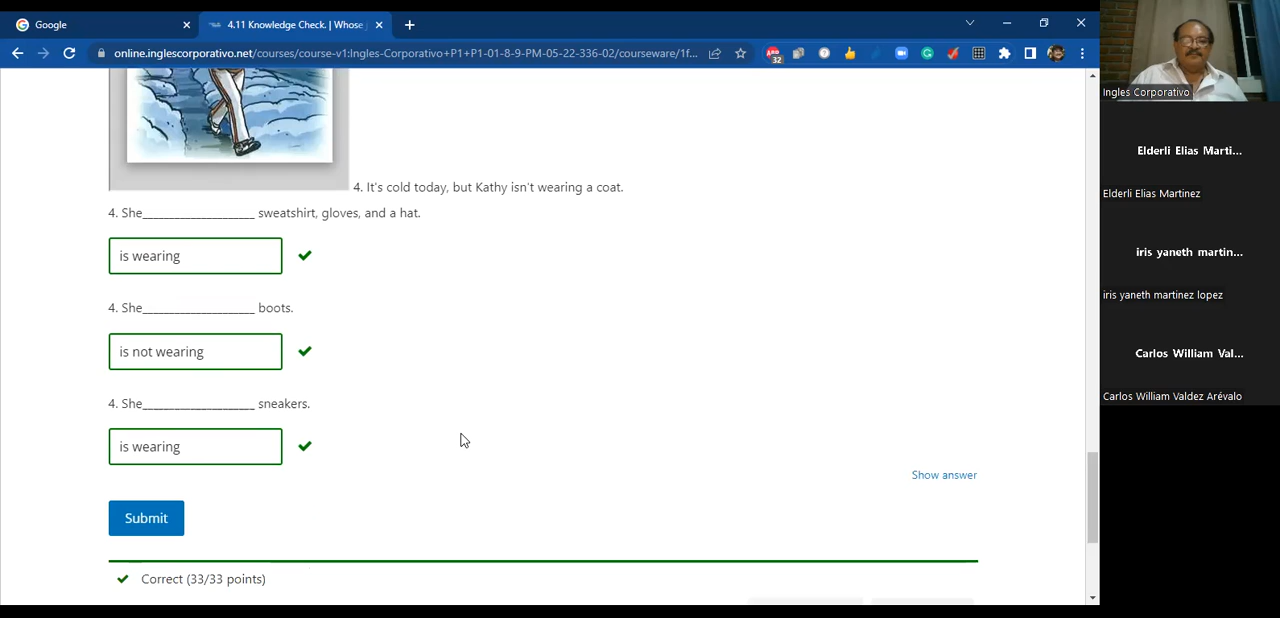 Google
4.11 Knowledge Check. | Whose
online.inglescorporativo.net/courses/course-v1:Ingles-Corporativo+P1+P1-01-8-9-PM-05-22-336-02/courseware/1f...
32
Ingles Corporativo
Elderli Elias Marti...
Elderli Elias Martinez
iris yaneth martin...
iris yaneth martinez lopez
Carlos William Val...
Carlos William Valdez Arévalo
4. It's cold today, but Kathy isn't wearing a coat.
4. She____________________ sweatshirt, gloves, and a hat.
is wearing
4. She____________________ boots.
is not wearing
4. She____________________ sneakers.
is wearing
Show answer
Submit
Correct (33/33 points)